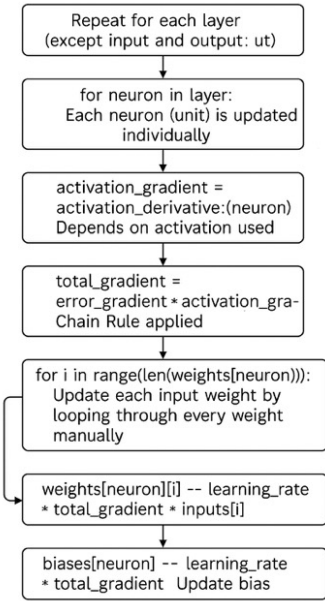 Repeat for each layer
(except input and output: ut)
for neuron in layer:
Each neuron (unit) is updated
individually
activation_gradient =
activation_derivative:(neuron)
Depends on activation used
total_gradient =
error_gradient * activation_gra-
Chain Rule applied
for i in range(len(weights[neuron])):
Update each input weight by
looping through every weight
manually
weights[neuron][i] -- learning_rate
* total_gradient * inputs[i]
biases[neuron] -- learning_rate
* total_gradient Update bias